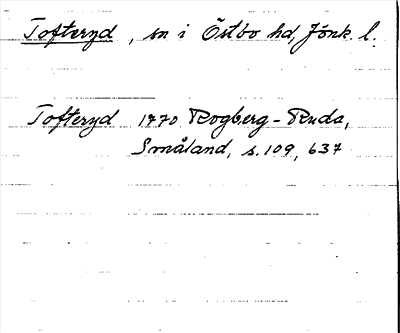 Tofteryd, sn i Östbo hd, Jönk. l.
Tofteryd 1770 Rogberg-Ruda,
Småland, s. 109, 637